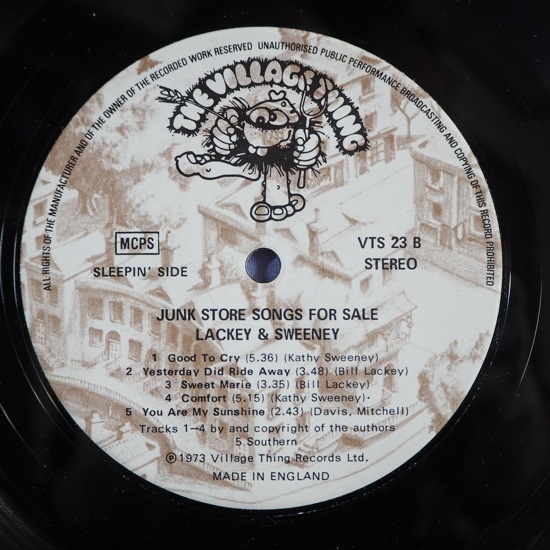 ALL RIGHTS OF THE MANUFACTURER AND OF THE OWNER OF THE RECORDED WORK RESERVED UNAUTHORISED PUBLIC PERFORMANCE BROADCASTING AND COPYING OF THIS RECORD PROHIBITED
THE VILLAGE THING
MCPS
SLEEPIN' SIDE
VTS 23 B
STEREO
JUNK STORE SONGS FOR SALE
LACKEY & SWEENEY
1 Good To Cry (5.36) (Kathy Sweeney)
2 Yesterday Did Ride Away (3.48) (Bill Lackey)
3 Sweet Marie (3.35) (Bill Lackey)
4 Comfort (5.15) (Kathy Sweeney)·
5 You Are My Sunshine (2.43) (Davis, Mitchell)
Tracks 1—4 by and copyright of the authors
5 Southern
℗1973 Village Thing Records Ltd.
MADE IN ENGLAND